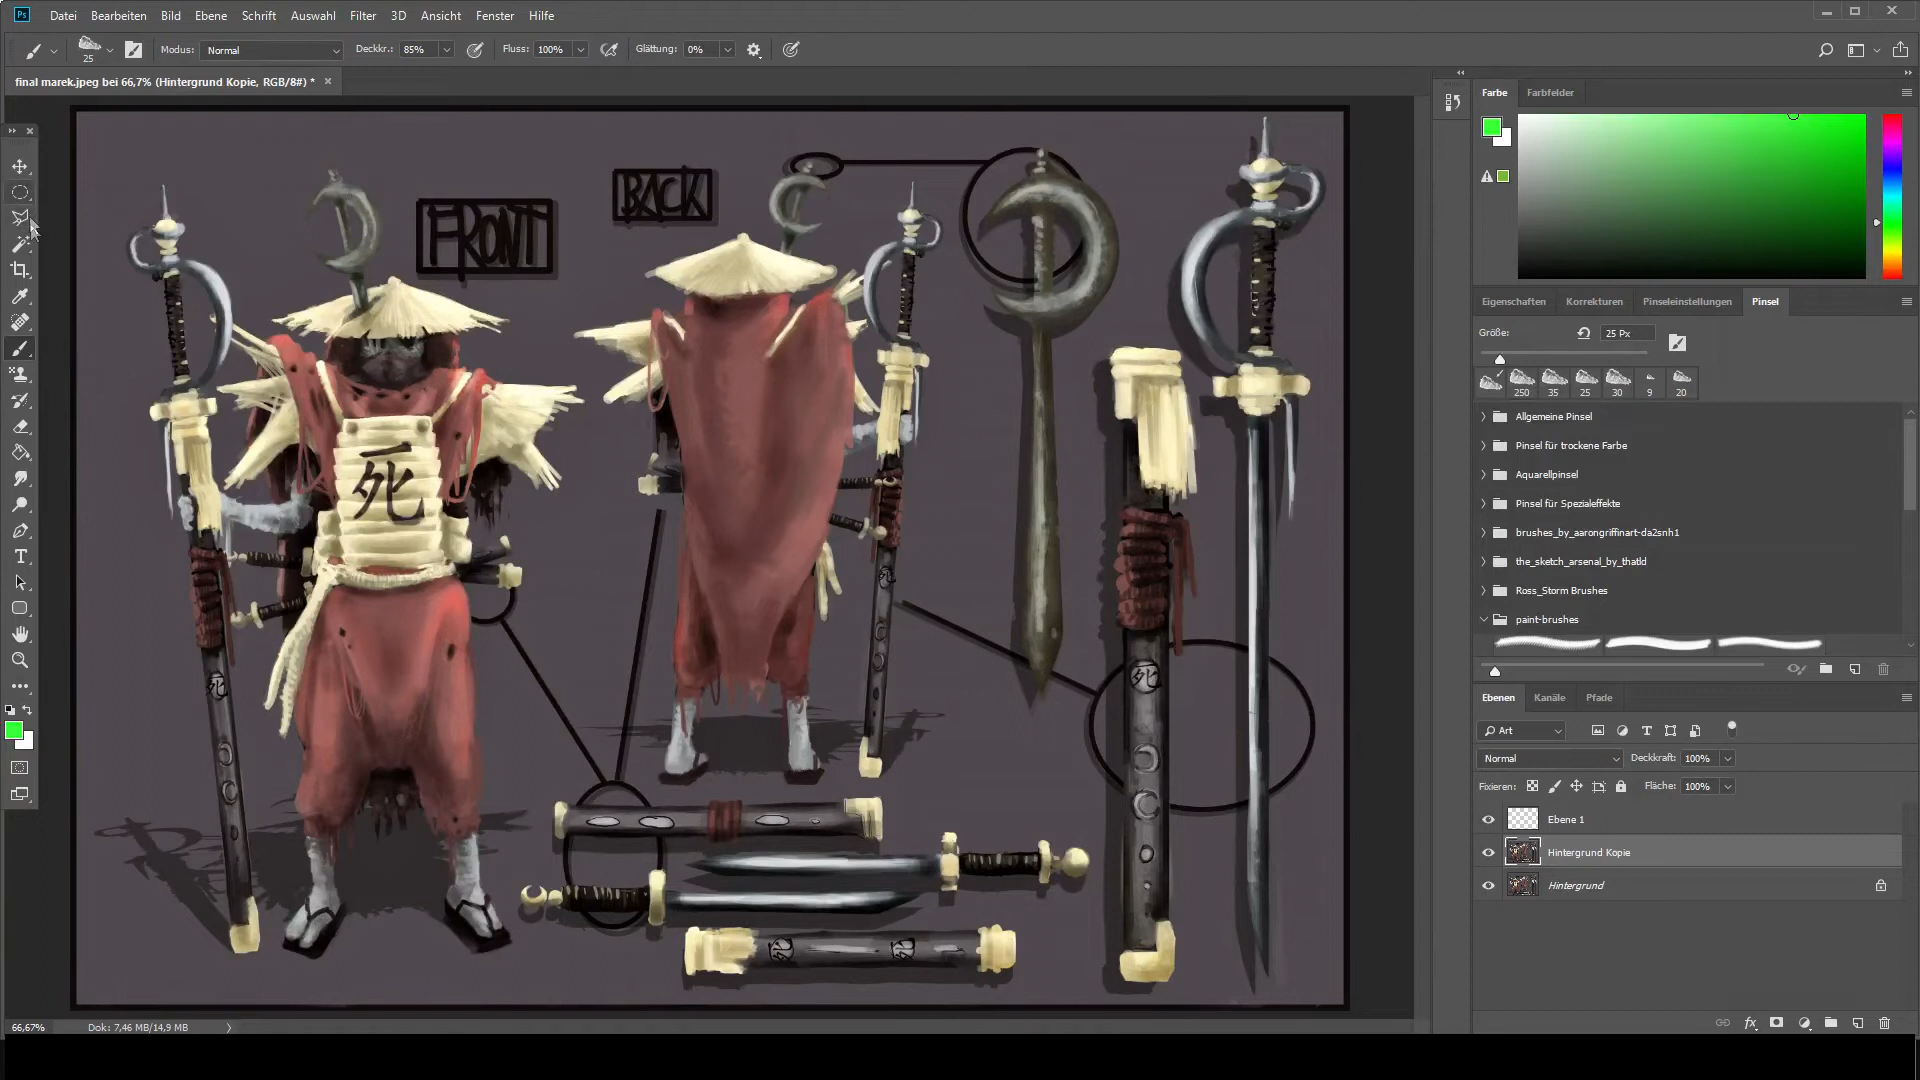 Ps Datei Bearbeiten Bild Ebene Schrift Auswahl Filter 3D Ansicht Fenster Hilfe
25 Modus: Normal Deckkr.: 85% Fluss: 100% Glättung: 0%
final marek.jpeg bei 66,7% (Hintergrund Kopie, RGB/8#) *
Farbe Farbfelder
FRONT
BACK
死
死
死
死
Eigenschaften Korrekturen Pinseleinstellungen Pinsel
Größe: 25 Px
250 35 25 30 9 20
Allgemeine Pinsel
Pinsel für trockene Farbe
Aquarellpinsel
Pinsel für Spezialeffekte
brushes_by_aarongriffinart-da2snh1
the_sketch_arsenal_by_thatld
Ross_Storm Brushes
paint-brushes
Ebenen Kanäle Pfade
Art
Normal Deckkraft: 100%
Fixieren: Fläche: 100%
Ebene 1
Hintergrund Kopie
Hintergrund
66,67% Dok: 7,46 MB/14,9 MB